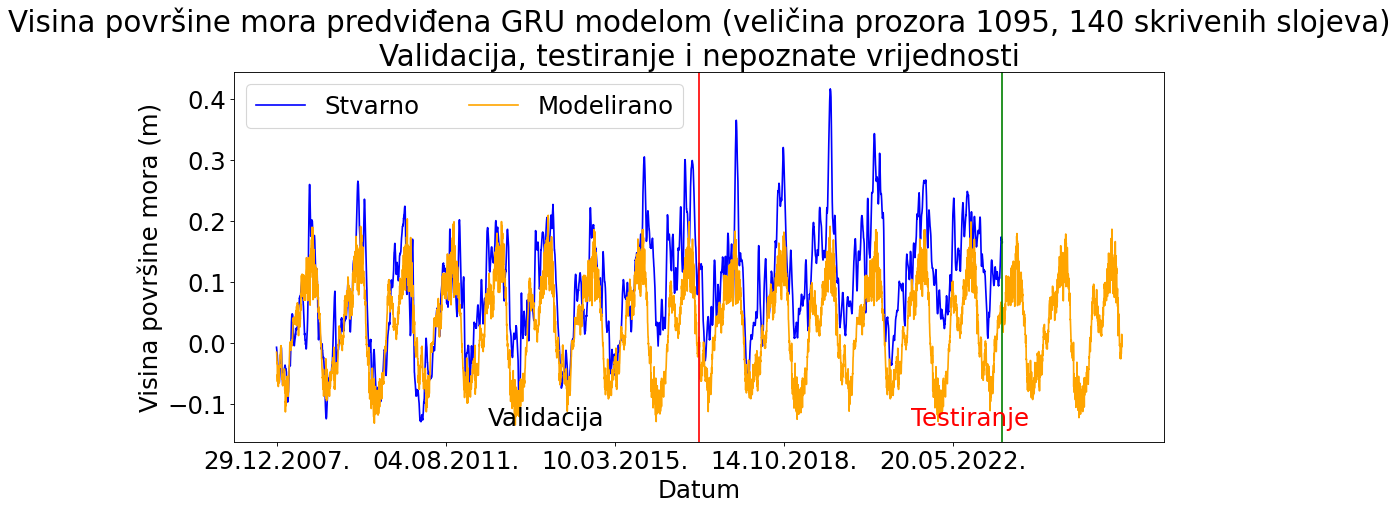 Visina površine mora predviđena GRU modelom (veličina prozora 1095, 140 skrivenih slojeva)
Validacija, testiranje i nepoznate vrijednosti
Stvarno
Modelirano
Visina površine mora (m)
0.4
0.3
0.2
0.1
0.0
−0.1
Validacija
Testiranje
29.12.2007.
04.08.2011.
10.03.2015.
14.10.2018.
20.05.2022.
Datum